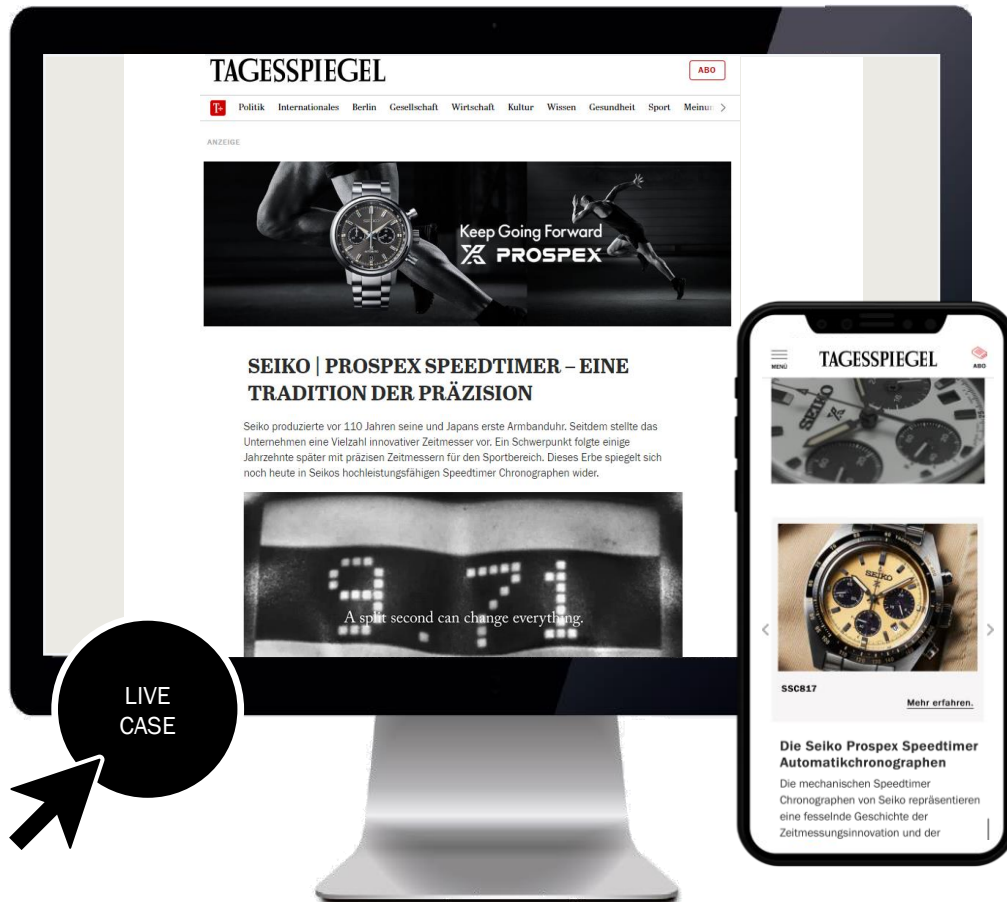 TAGESSPIEGEL
ABO
T+ Politik Internationales Berlin Gesellschaft Wirtschaft Kultur Wissen Gesundheit Sport Meinu
ANZEIGE
Keep Going Forward
PROSPEX
SEIKO | PROSPEX SPEEDTIMER – EINE
TRADITION DER PRÄZISION
Seiko produzierte vor 110 Jahren seine und Japans erste Armbanduhr. Seitdem stellte das
Unternehmen eine Vielzahl innovativer Zeitmesser vor. Ein Schwerpunkt folgte einige
Jahrzehnte später mit präzisen Zeitmessern für den Sportbereich. Dieses Erbe spiegelt sich
noch heute in Seikos hochleistungsfähigen Speedtimer Chronographen wider.
9.71
A split second can change everything.
LIVE
CASE
MENÜ
TAGESSPIEGEL
ABO
SEIKO
SEIKO
SSC817
Mehr erfahren.
Die Seiko Prospex Speedtimer
Automatikchronographen
Die mechanischen Speedtimer
Chronographen von Seiko repräsentieren
eine fesselnde Geschichte der
Zeitmessungsinnovation und der